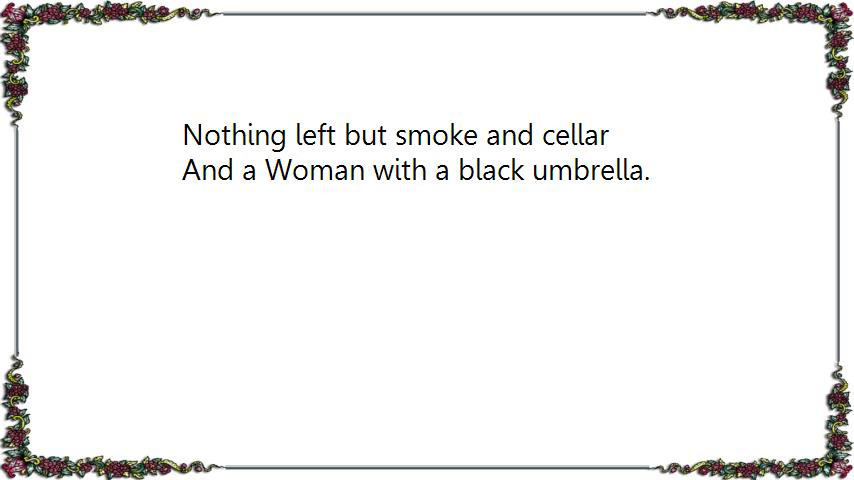 Nothing left but smoke and cellar
And a Woman with a black umbrella.